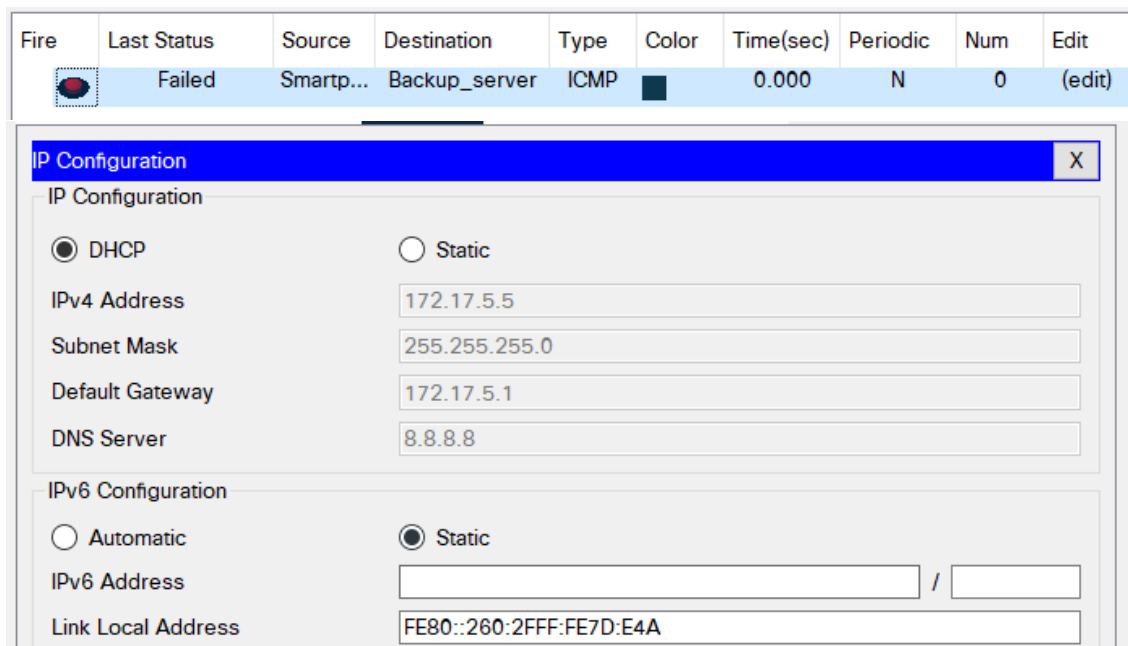 Fire Last Status Source Destination Type Color Time(sec) Periodic Num Edit
Failed Smartp... Backup_server ICMP 0.000 N 0 (edit)
IP Configuration X
IP Configuration
DHCP Static
IPv4 Address 172.17.5.5
Subnet Mask 255.255.255.0
Default Gateway 172.17.5.1
DNS Server 8.8.8.8
IPv6 Configuration
Automatic Static
IPv6 Address /
Link Local Address FE80::260:2FFF:FE7D:E4A